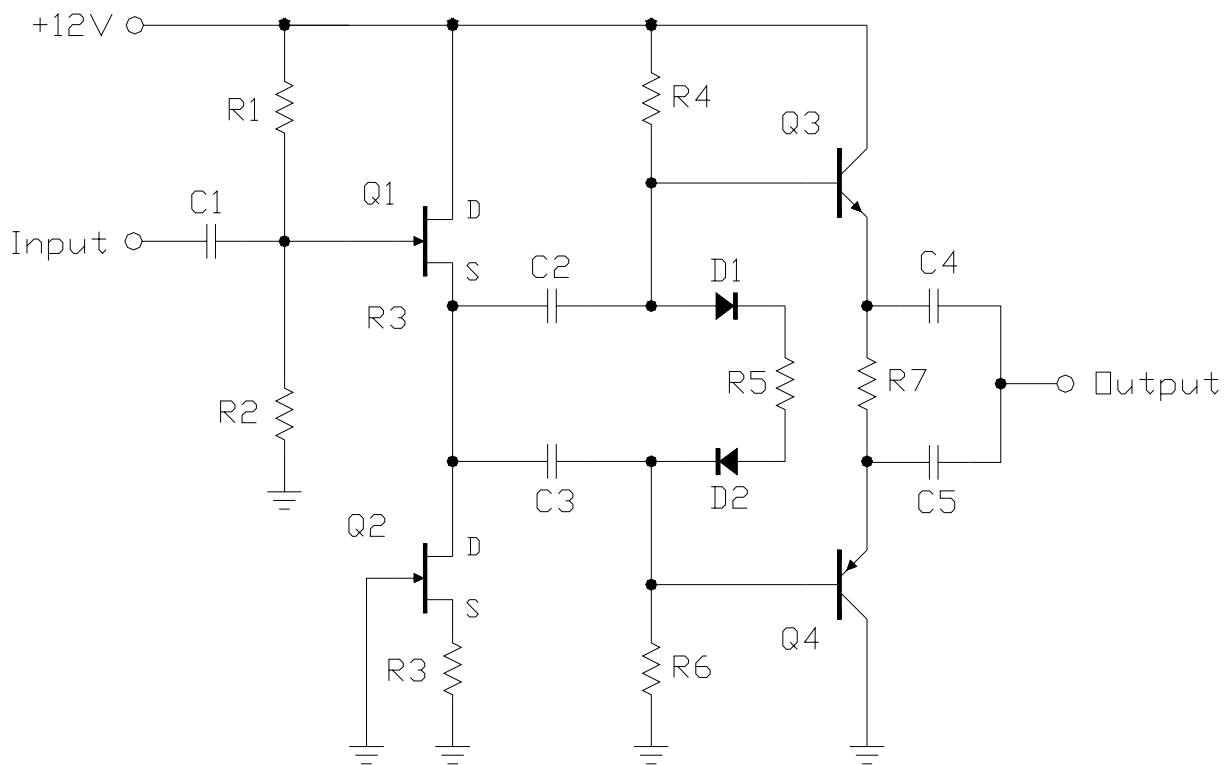 +12V
R1
R4
Q3
Q1
D
C1
Input
S
C2
D1
C4
R3
R5
R7
Output
R2
C3
D2
C5
Q2
D
S
Q4
R3
R6